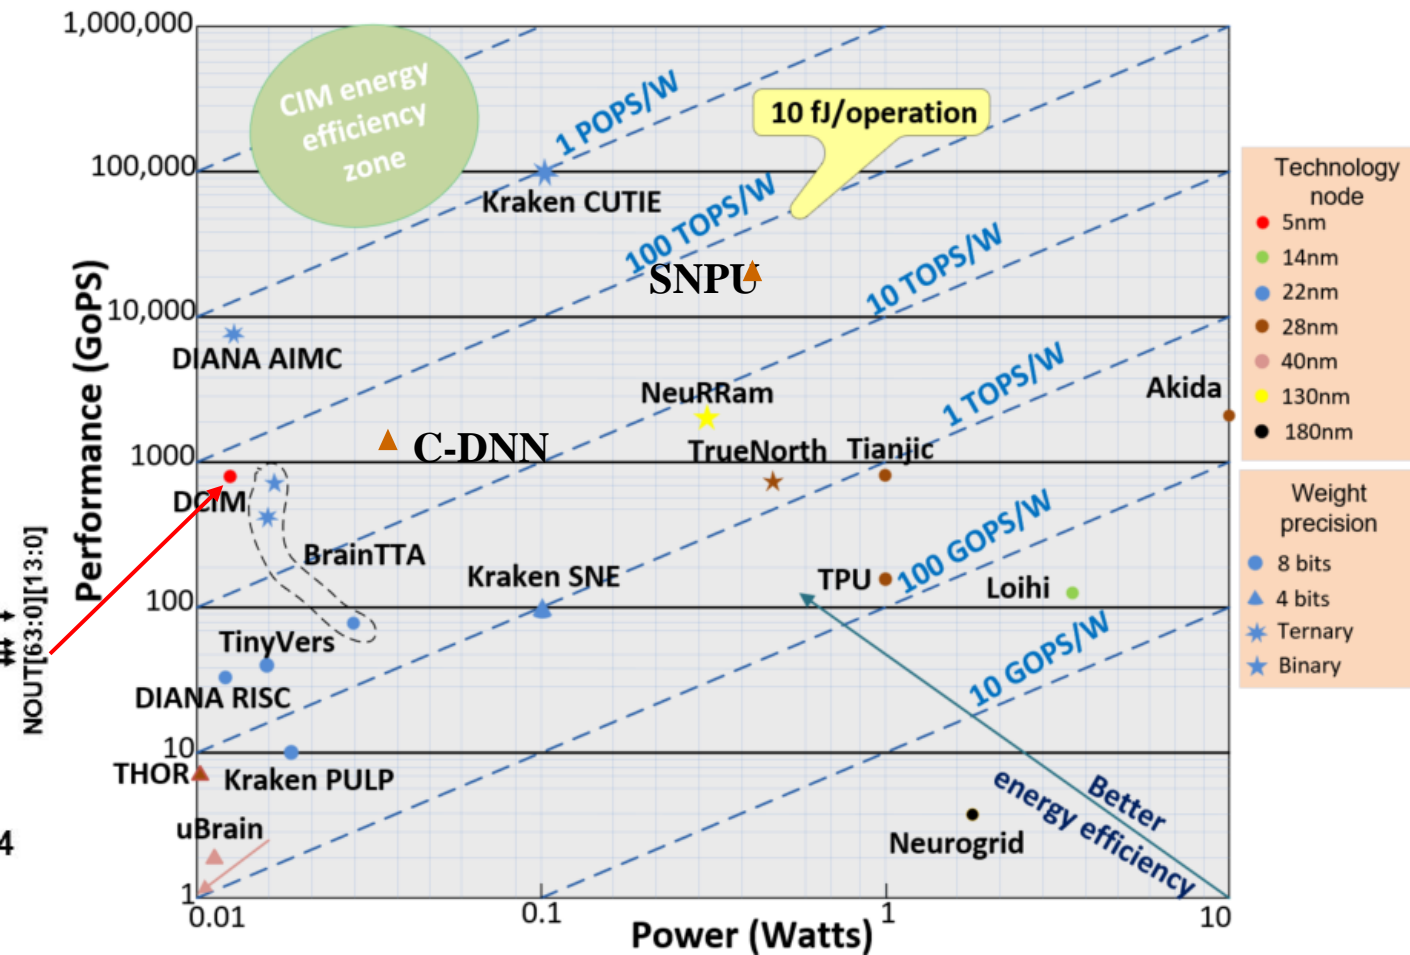 1,000,000
100,000
10,000
1000
100
10
1
Performance (GoPS)
0.01
0.1
1
10
Power (Watts)
CIM energy
efficiency
zone
1 POPS/W
10 fJ/operation
Kraken CUTIE
100 TOPS/W
SNPU
10 TOPS/W
DIANA AIMC
NeuRRam
1 TOPS/W
Akida
C-DNN
TrueNorth
Tianjic
DCIM
BrainTTA
Kraken SNE
TPU
100 GOPS/W
Loihi
TinyVers
DIANA RISC
10 GOPS/W
THOR
Kraken PULP
uBrain
Neurogrid
Better
energy efficiency
NOUT[63:0][13:0]
4
Technology
node
5nm
14nm
22nm
28nm
40nm
130nm
180nm
Weight
precision
8 bits
4 bits
Ternary
Binary